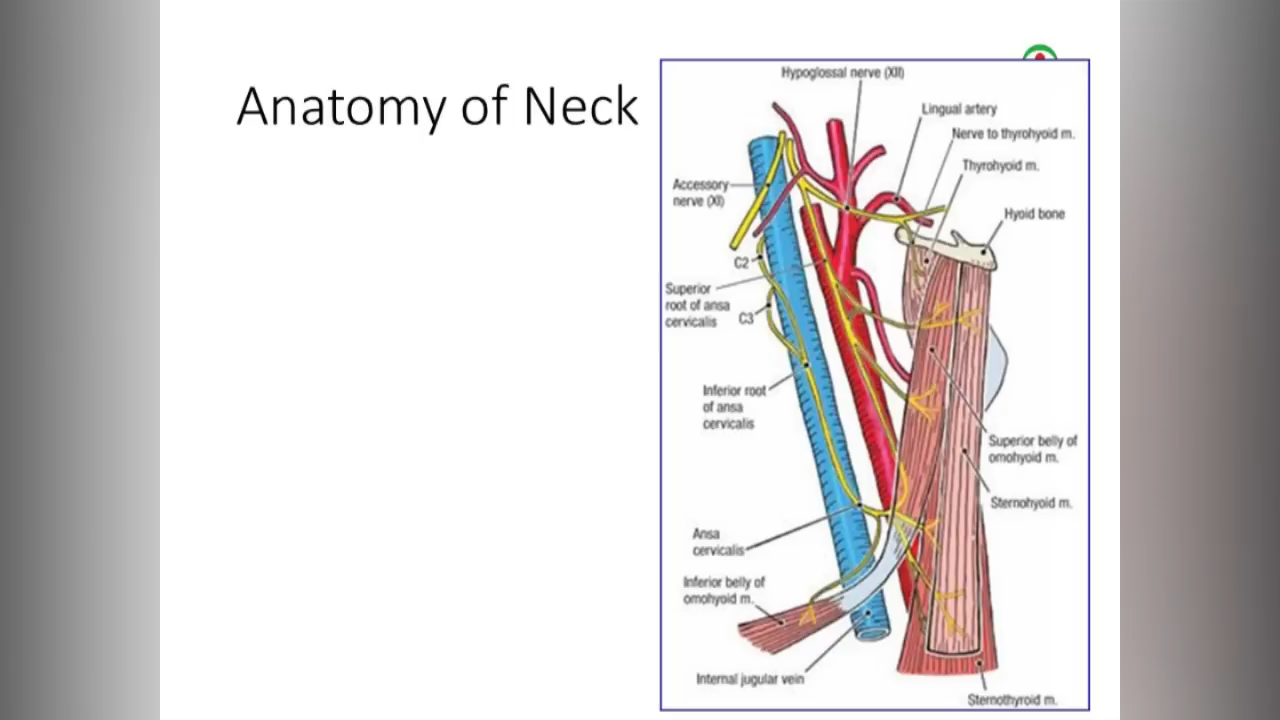 Anatomy of Neck
Hypoglossal nerve (XII)
Lingual artery
Nerve to thyrohyoid m.
Thyrohyoid m.
Hyoid bone
Accessory
nerve (XI)
C2
Superior
root of ansa
cervicalis
C3
Inferior root
of ansa
cervicalis
Superior belly of
omohyoid m.
Sternohyoid m.
Ansa
cervicalis
Inferior belly of
omohyoid m.
Internal jugular vein
Sternothyroid m.